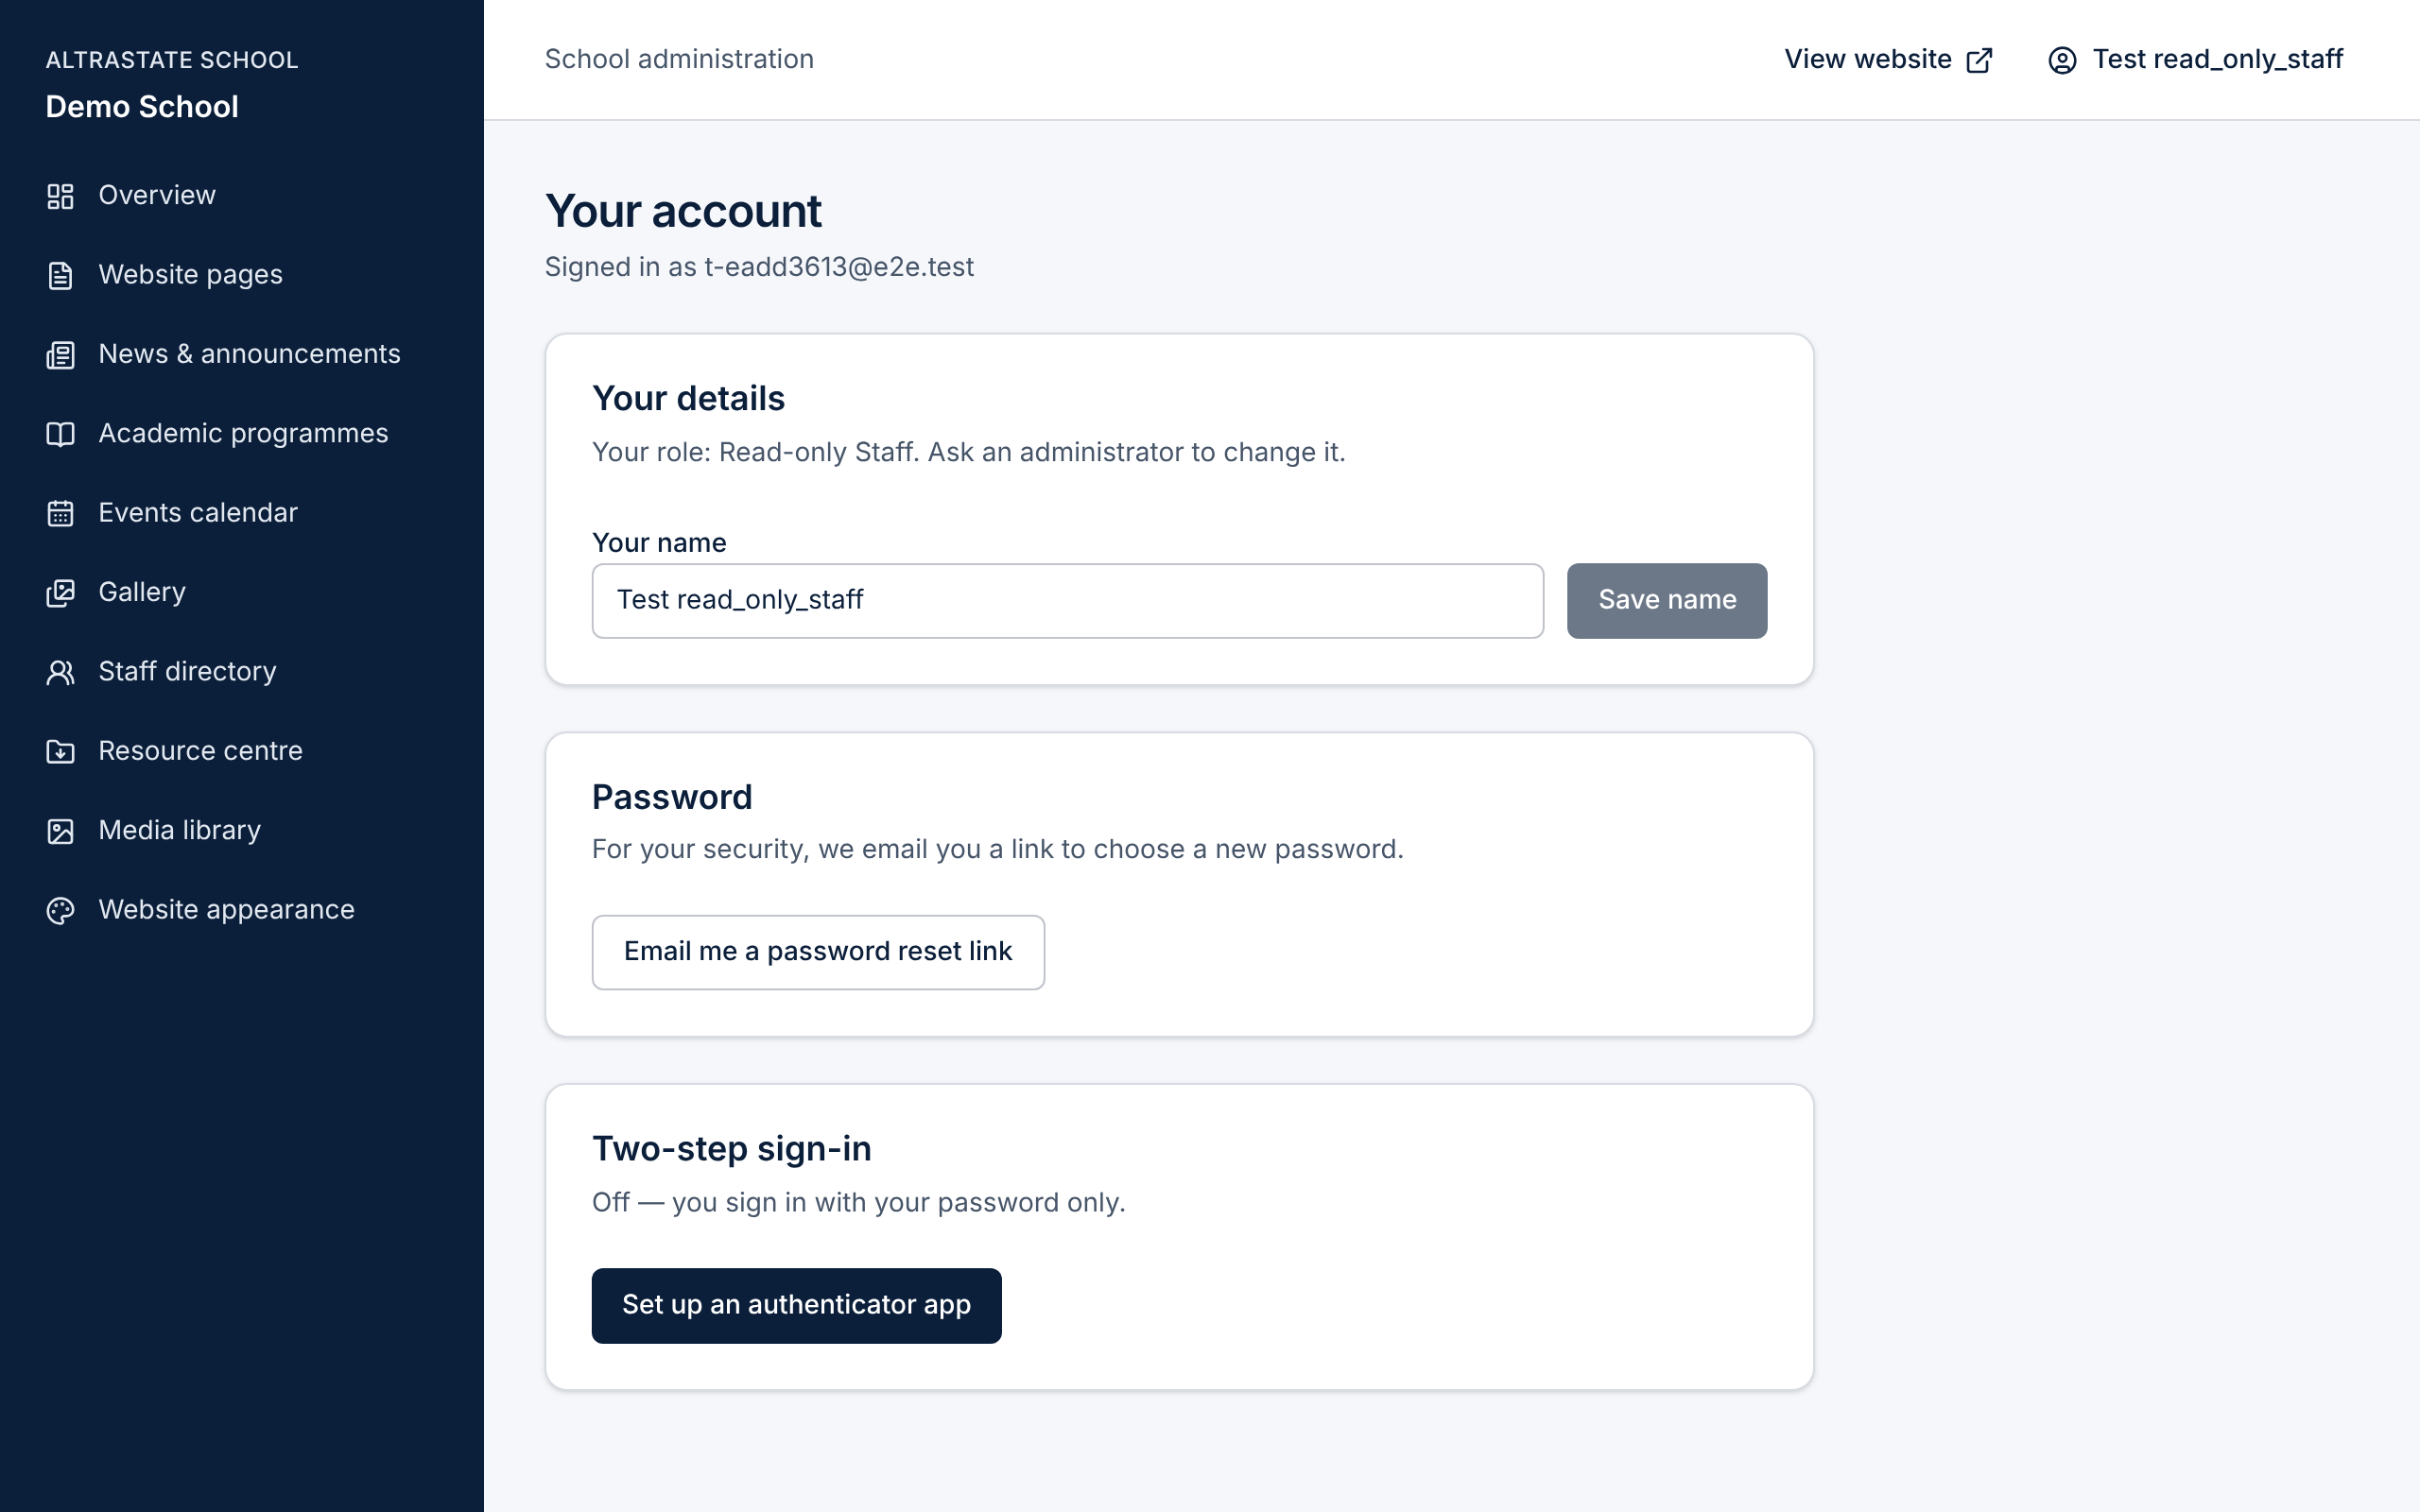 ALTRASTATE SCHOOL
Demo School
Overview
Website pages
News & announcements
Academic programmes
Events calendar
Gallery
Staff directory
Resource centre
Media library
Website appearance
School administration
View website
Test read_only_staff
Your account
Signed in as t-eadd3613@e2e.test
Your details
Your role: Read-only Staff. Ask an administrator to change it.
Your name
Test read_only_staff
Save name
Password
For your security, we email you a link to choose a new password.
Email me a password reset link
Two-step sign-in
Off — you sign in with your password only.
Set up an authenticator app